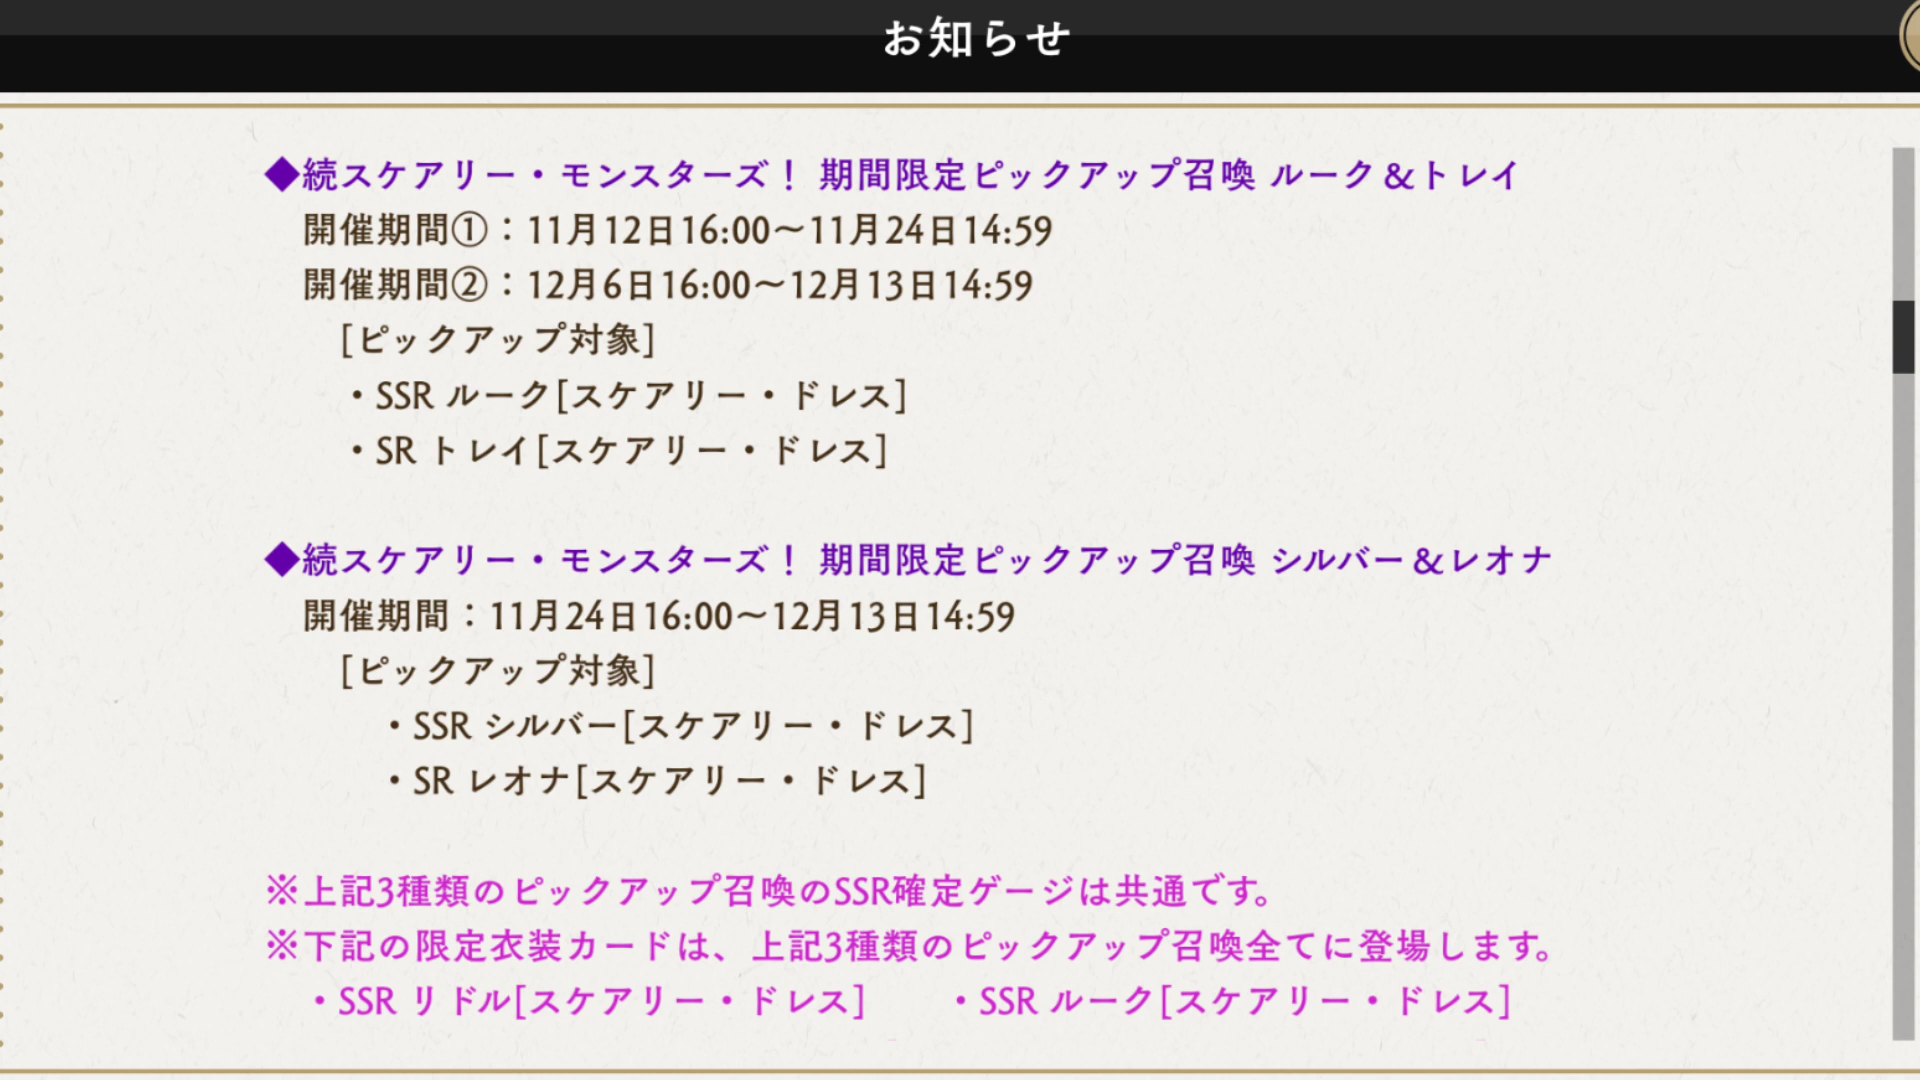 お知らせ
◆続スケアリー・モンスターズ！ 期間限定ピックアップ召喚 ルーク＆トレイ
開催期間①：11月12日16:00～11月24日14:59
開催期間②：12月6日16:00～12月13日14:59
[ピックアップ対象]
・SSR ルーク[スケアリー・ドレス]
・SR トレイ[スケアリー・ドレス]
◆続スケアリー・モンスターズ！ 期間限定ピックアップ召喚 シルバー＆レオナ
開催期間：11月24日16:00～12月13日14:59
[ピックアップ対象]
・SSR シルバー[スケアリー・ドレス]
・SR レオナ[スケアリー・ドレス]
※上記3種類のピックアップ召喚のSSR確定ゲージは共通です。
※下記の限定衣装カードは、上記3種類のピックアップ召喚全てに登場します。
・SSR リドル[スケアリー・ドレス] ・SSR ルーク[スケアリー・ドレス]